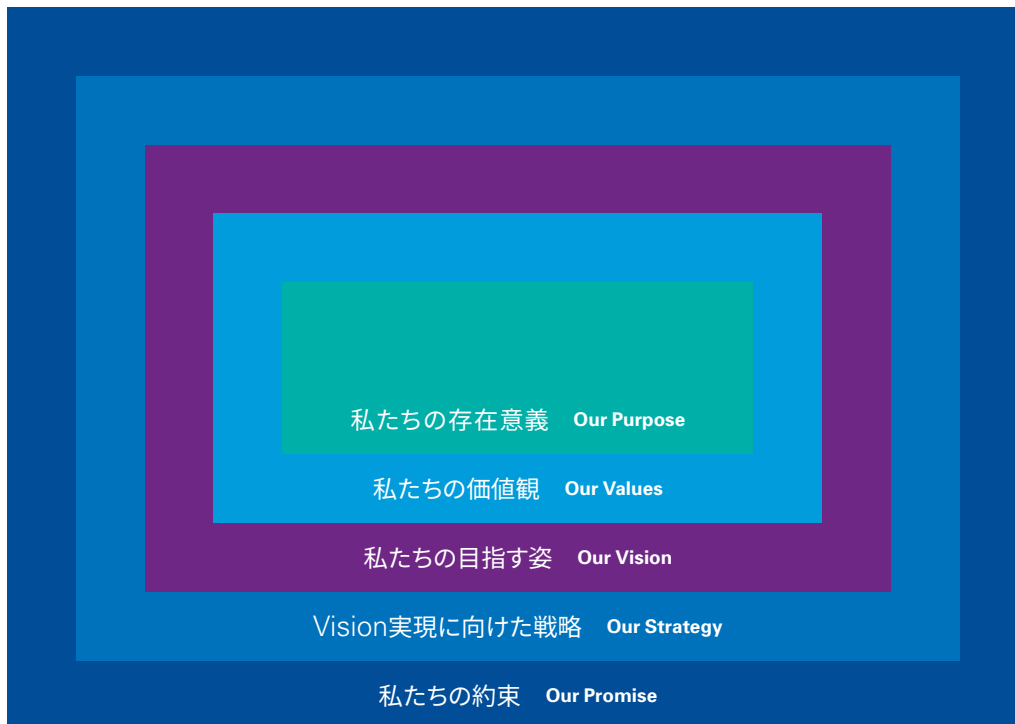 私たちの存在意義 Our Purpose
私たちの価値観 Our Values
私たちの目指す姿 Our Vision
Vision実現に向けた戦略 Our Strategy
私たちの約束 Our Promise